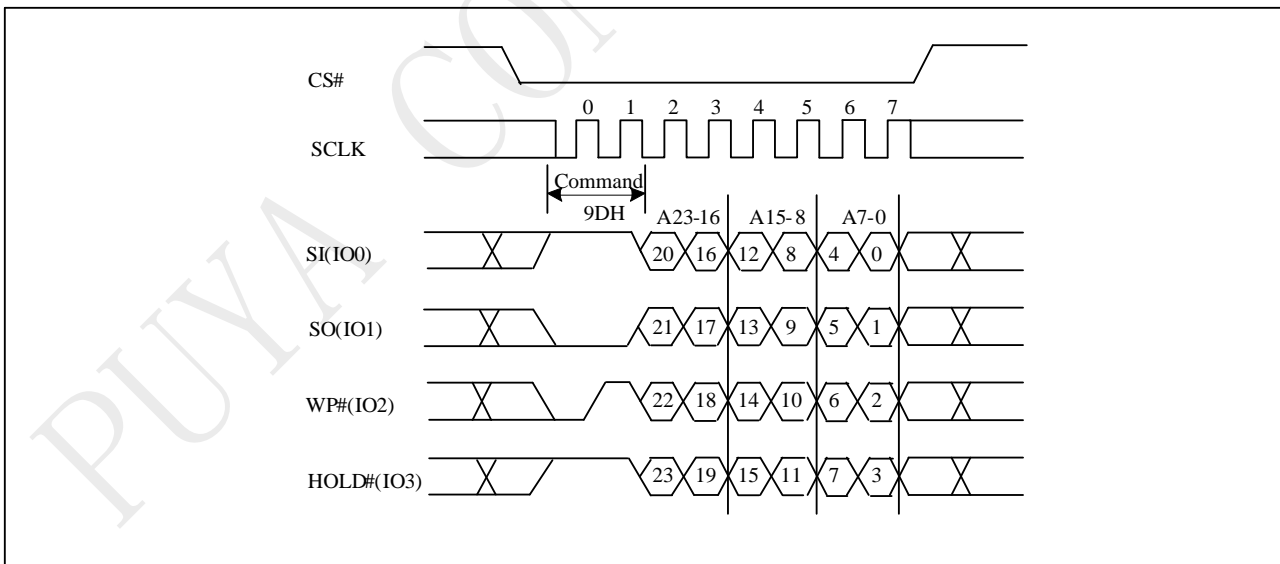 PUYA CON
CS#
0 1 2 3 4 5 6 7
SCLK
Command
9DH
A23-16 A15-8 A7-0
SI(IO0) 20 16 12 8 4 0
SO(IO1) 21 17 13 9 5 1
WP#(IO2) 22 18 14 10 6 2
HOLD#(IO3) 23 19 15 11 7 3